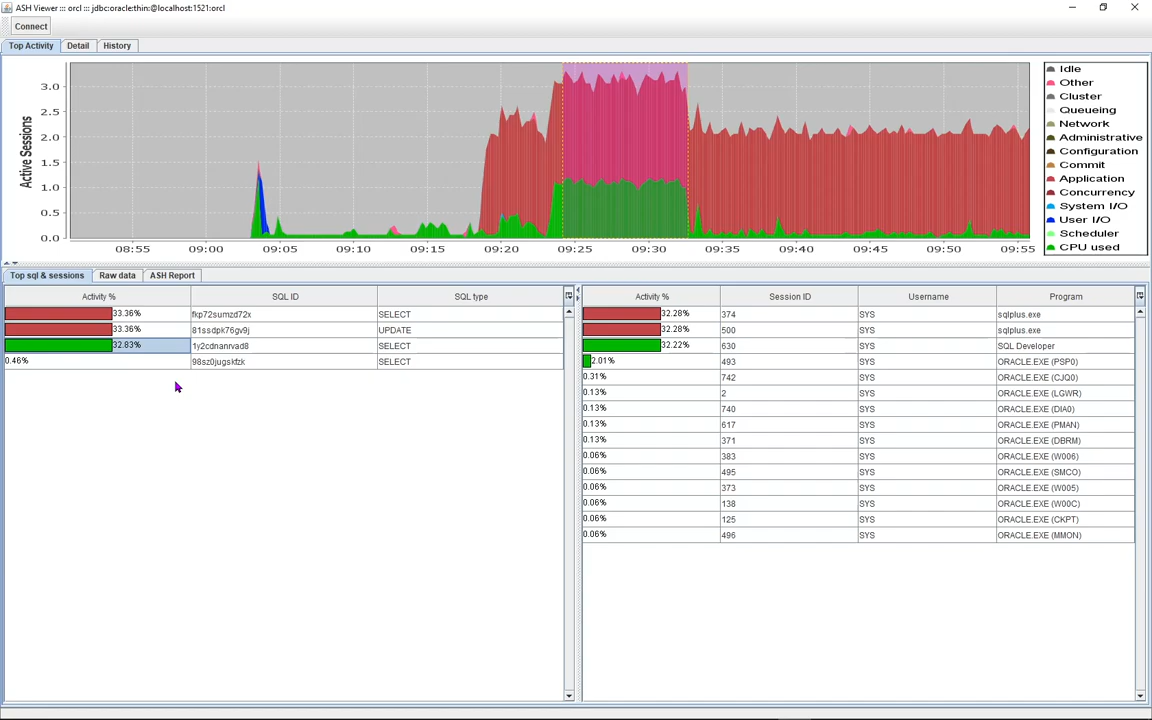 ASH Viewer ::: orcl ::: jdbc:oracle:thin:@localhost:1521:orcl
Connect
Top Activity Detail History
Active Sessions
3.0
2.5
2.0
1.5
1.0
0.5
0.0
08:55 09:00 09:05 09:10 09:15 09:20 09:25 09:30 09:35 09:40 09:45 09:50 09:55
Idle
Other
Cluster
Queueing
Network
Administrative
Configuration
Commit
Application
Concurrency
System I/O
User I/O
Scheduler
CPU used
Top sql & sessions Raw data ASH Report
Activity % SQL ID SQL type
33.36% fkp72sumzd72x SELECT
33.36% 81ssdpk76gv9j UPDATE
32.83% 1y2cdnanrvad8 SELECT
0.46% 98sz0jugskfzk SELECT
Activity % Session ID Username Program
32.28% 374 SYS sqlplus.exe
32.28% 500 SYS sqlplus.exe
32.22% 630 SYS SQL Developer
2.01% 493 SYS ORACLE.EXE (PSP0)
0.31% 742 SYS ORACLE.EXE (CJQ0)
0.13% 2 SYS ORACLE.EXE (LGWR)
0.13% 740 SYS ORACLE.EXE (DIA0)
0.13% 617 SYS ORACLE.EXE (PMAN)
0.13% 371 SYS ORACLE.EXE (DBRM)
0.06% 383 SYS ORACLE.EXE (W006)
0.06% 495 SYS ORACLE.EXE (SMCO)
0.06% 373 SYS ORACLE.EXE (W005)
0.06% 138 SYS ORACLE.EXE (W00C)
0.06% 125 SYS ORACLE.EXE (CKPT)
0.06% 496 SYS ORACLE.EXE (MMON)